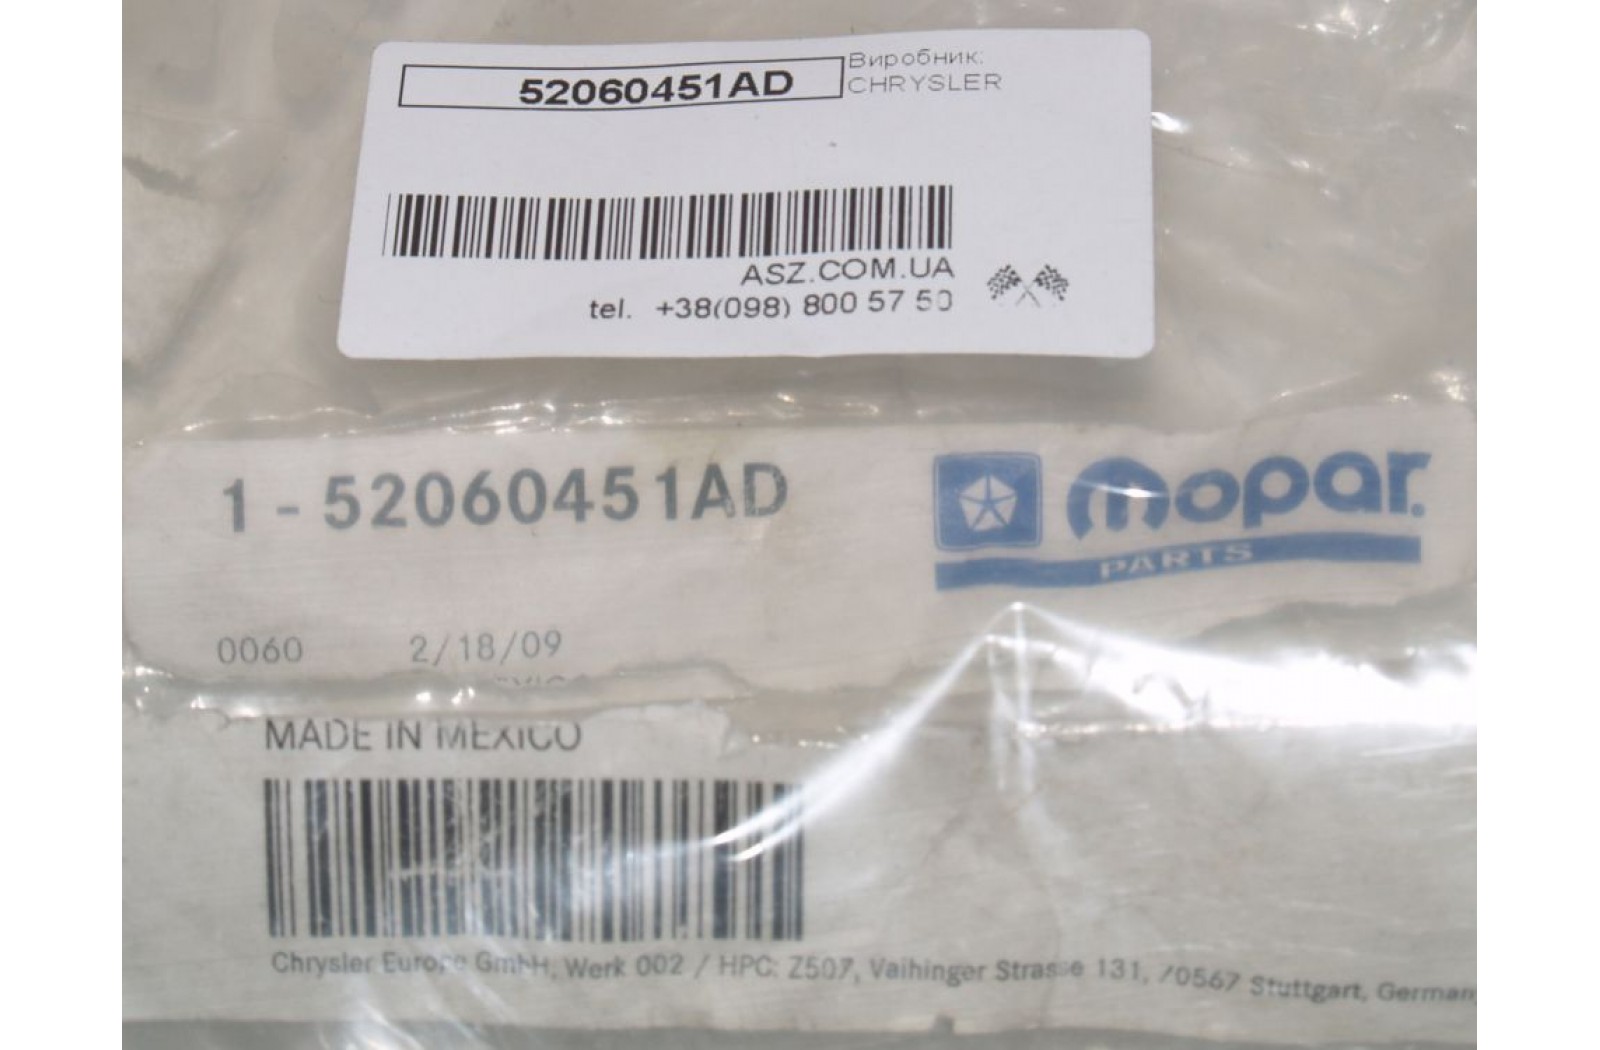 52060451AD
Виробник:
CHRYSLER
ASZ.COM.UA
tel. +38(098) 800 57 50
1 - 52060451AD
mopar.
PARTS
0060 2/18/09
MADE IN MEXICO
Chrysler Europe GmbH, Werk 002 / HPC: Z507, Vaihinger Strasse 131, 70567 Stuttgart, German